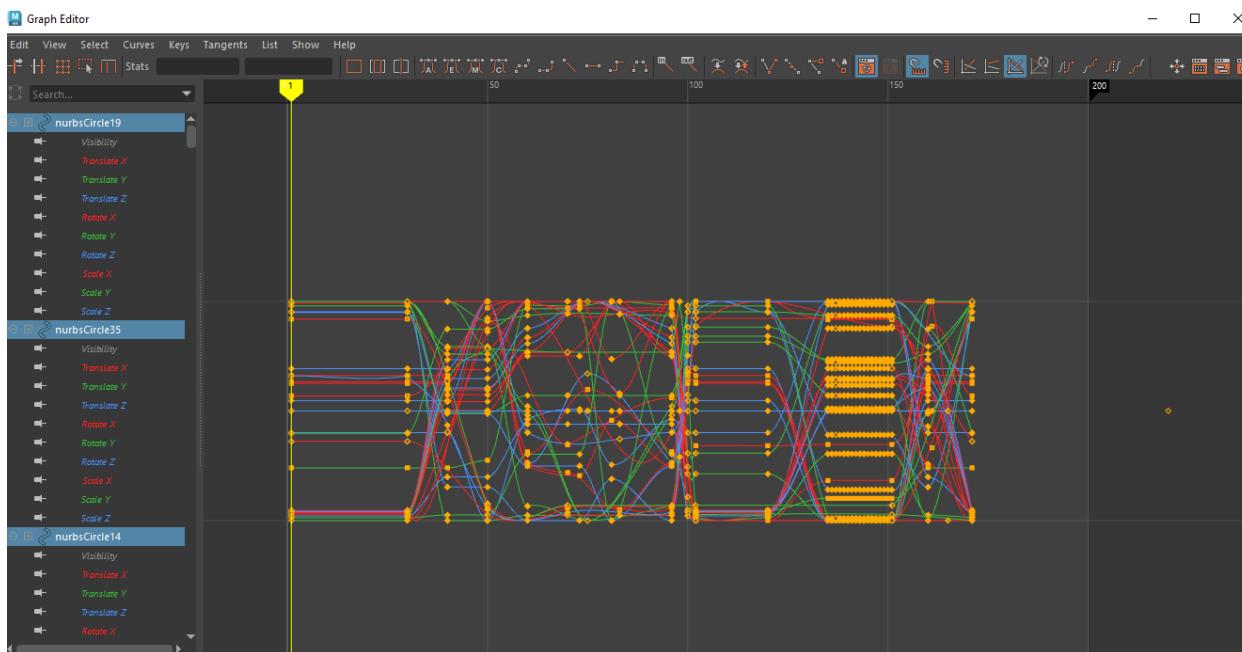 Graph Editor
Edit View Select Curves Keys Tangents List Show Help
Stats
Search...
1 50 100 150 200
nurbsCircle19
Visibility
Translate X
Translate Y
Translate Z
Rotate X
Rotate Y
Rotate Z
Scale X
Scale Y
Scale Z
nurbsCircle35
Visibility
Translate X
Translate Y
Translate Z
Rotate X
Rotate Y
Rotate Z
Scale X
Scale Y
Scale Z
nurbsCircle14
Visibility
Translate X
Translate Y
Translate Z
Rotate X